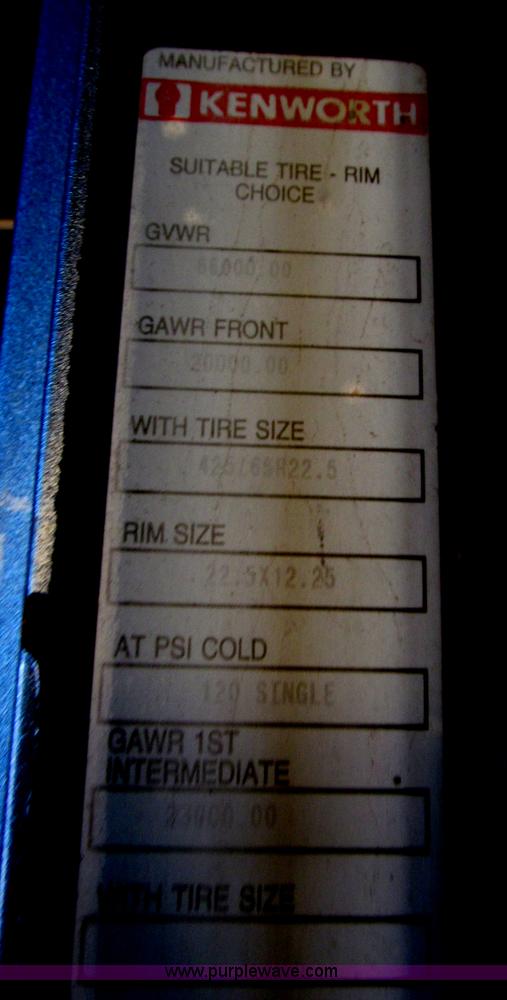 MANUFACTURED BY
KENWORTH
SUITABLE TIRE - RIM
CHOICE
GVWR
66000.00
GAWR FRONT
20000.00
WITH TIRE SIZE
425/65R22.5
RIM SIZE
22.5X12.25
AT PSI COLD
120 SINGLE
GAWR 1ST
INTERMEDIATE
23000.00
WITH TIRE SIZE
www.purplewave.com